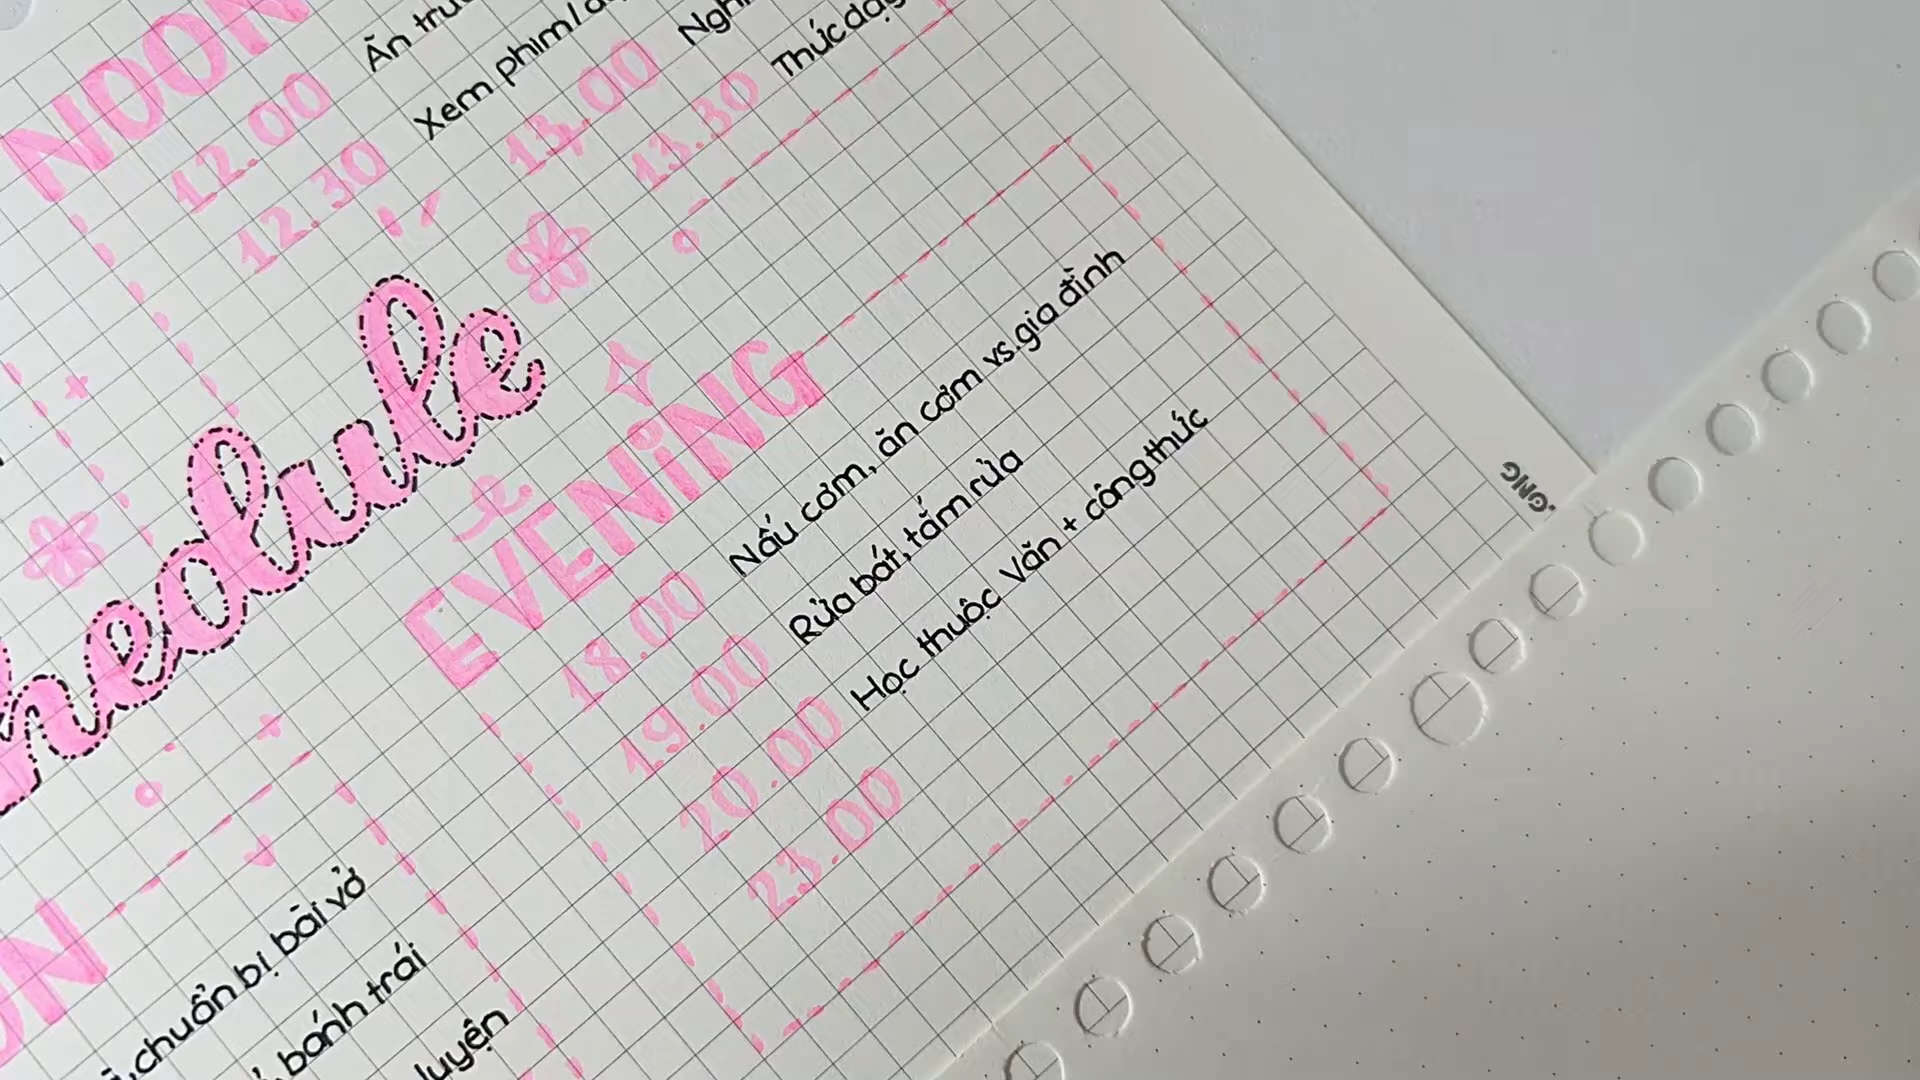 NOON
12.00 Ăn
12.30 Xem phim/
13.00
13.30 Thức dậy
Schedule
EVENING
18.00 Nấu cơm, ăn cơm vs gia đình
19.00 Rửa bát, tắm rửa
20.00 Học thuộc Văn + công thức
23.00
chuẩn bị bài vở
bánh trái
luyện